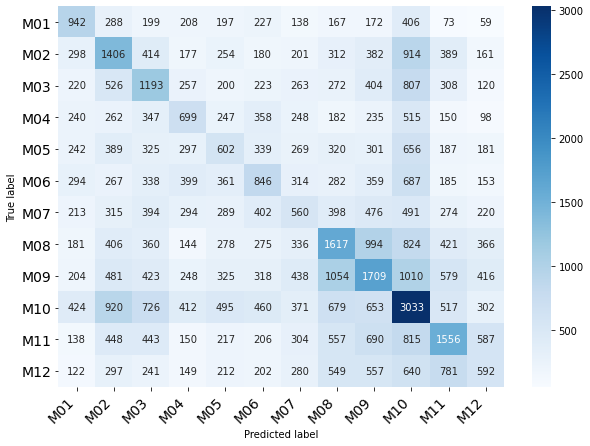 M01 942 288 199 208 197 227 138 167 172 406 73 59
M02 298 1406 414 177 254 180 201 312 382 914 389 161
M03 220 526 1193 257 200 223 263 272 404 807 308 120
M04 240 262 347 699 247 358 248 182 235 515 150 98
M05 242 389 325 297 602 339 269 320 301 656 187 181
M06 294 267 338 399 361 846 314 282 359 687 185 153
M07 213 315 394 294 289 402 560 398 476 491 274 220
M08 181 406 360 144 278 275 336 1617 994 824 421 366
M09 204 481 423 248 325 318 438 1054 1709 1010 579 416
M10 424 920 726 412 495 460 371 679 653 3033 517 302
M11 138 448 443 150 217 206 304 557 690 815 1556 587
M12 122 297 241 149 212 202 280 549 557 640 781 592
M01 M02 M03 M04 M05 M06 M07 M08 M09 M10 M11 M12
Predicted label
True label
3000
2500
2000
1500
1000
500